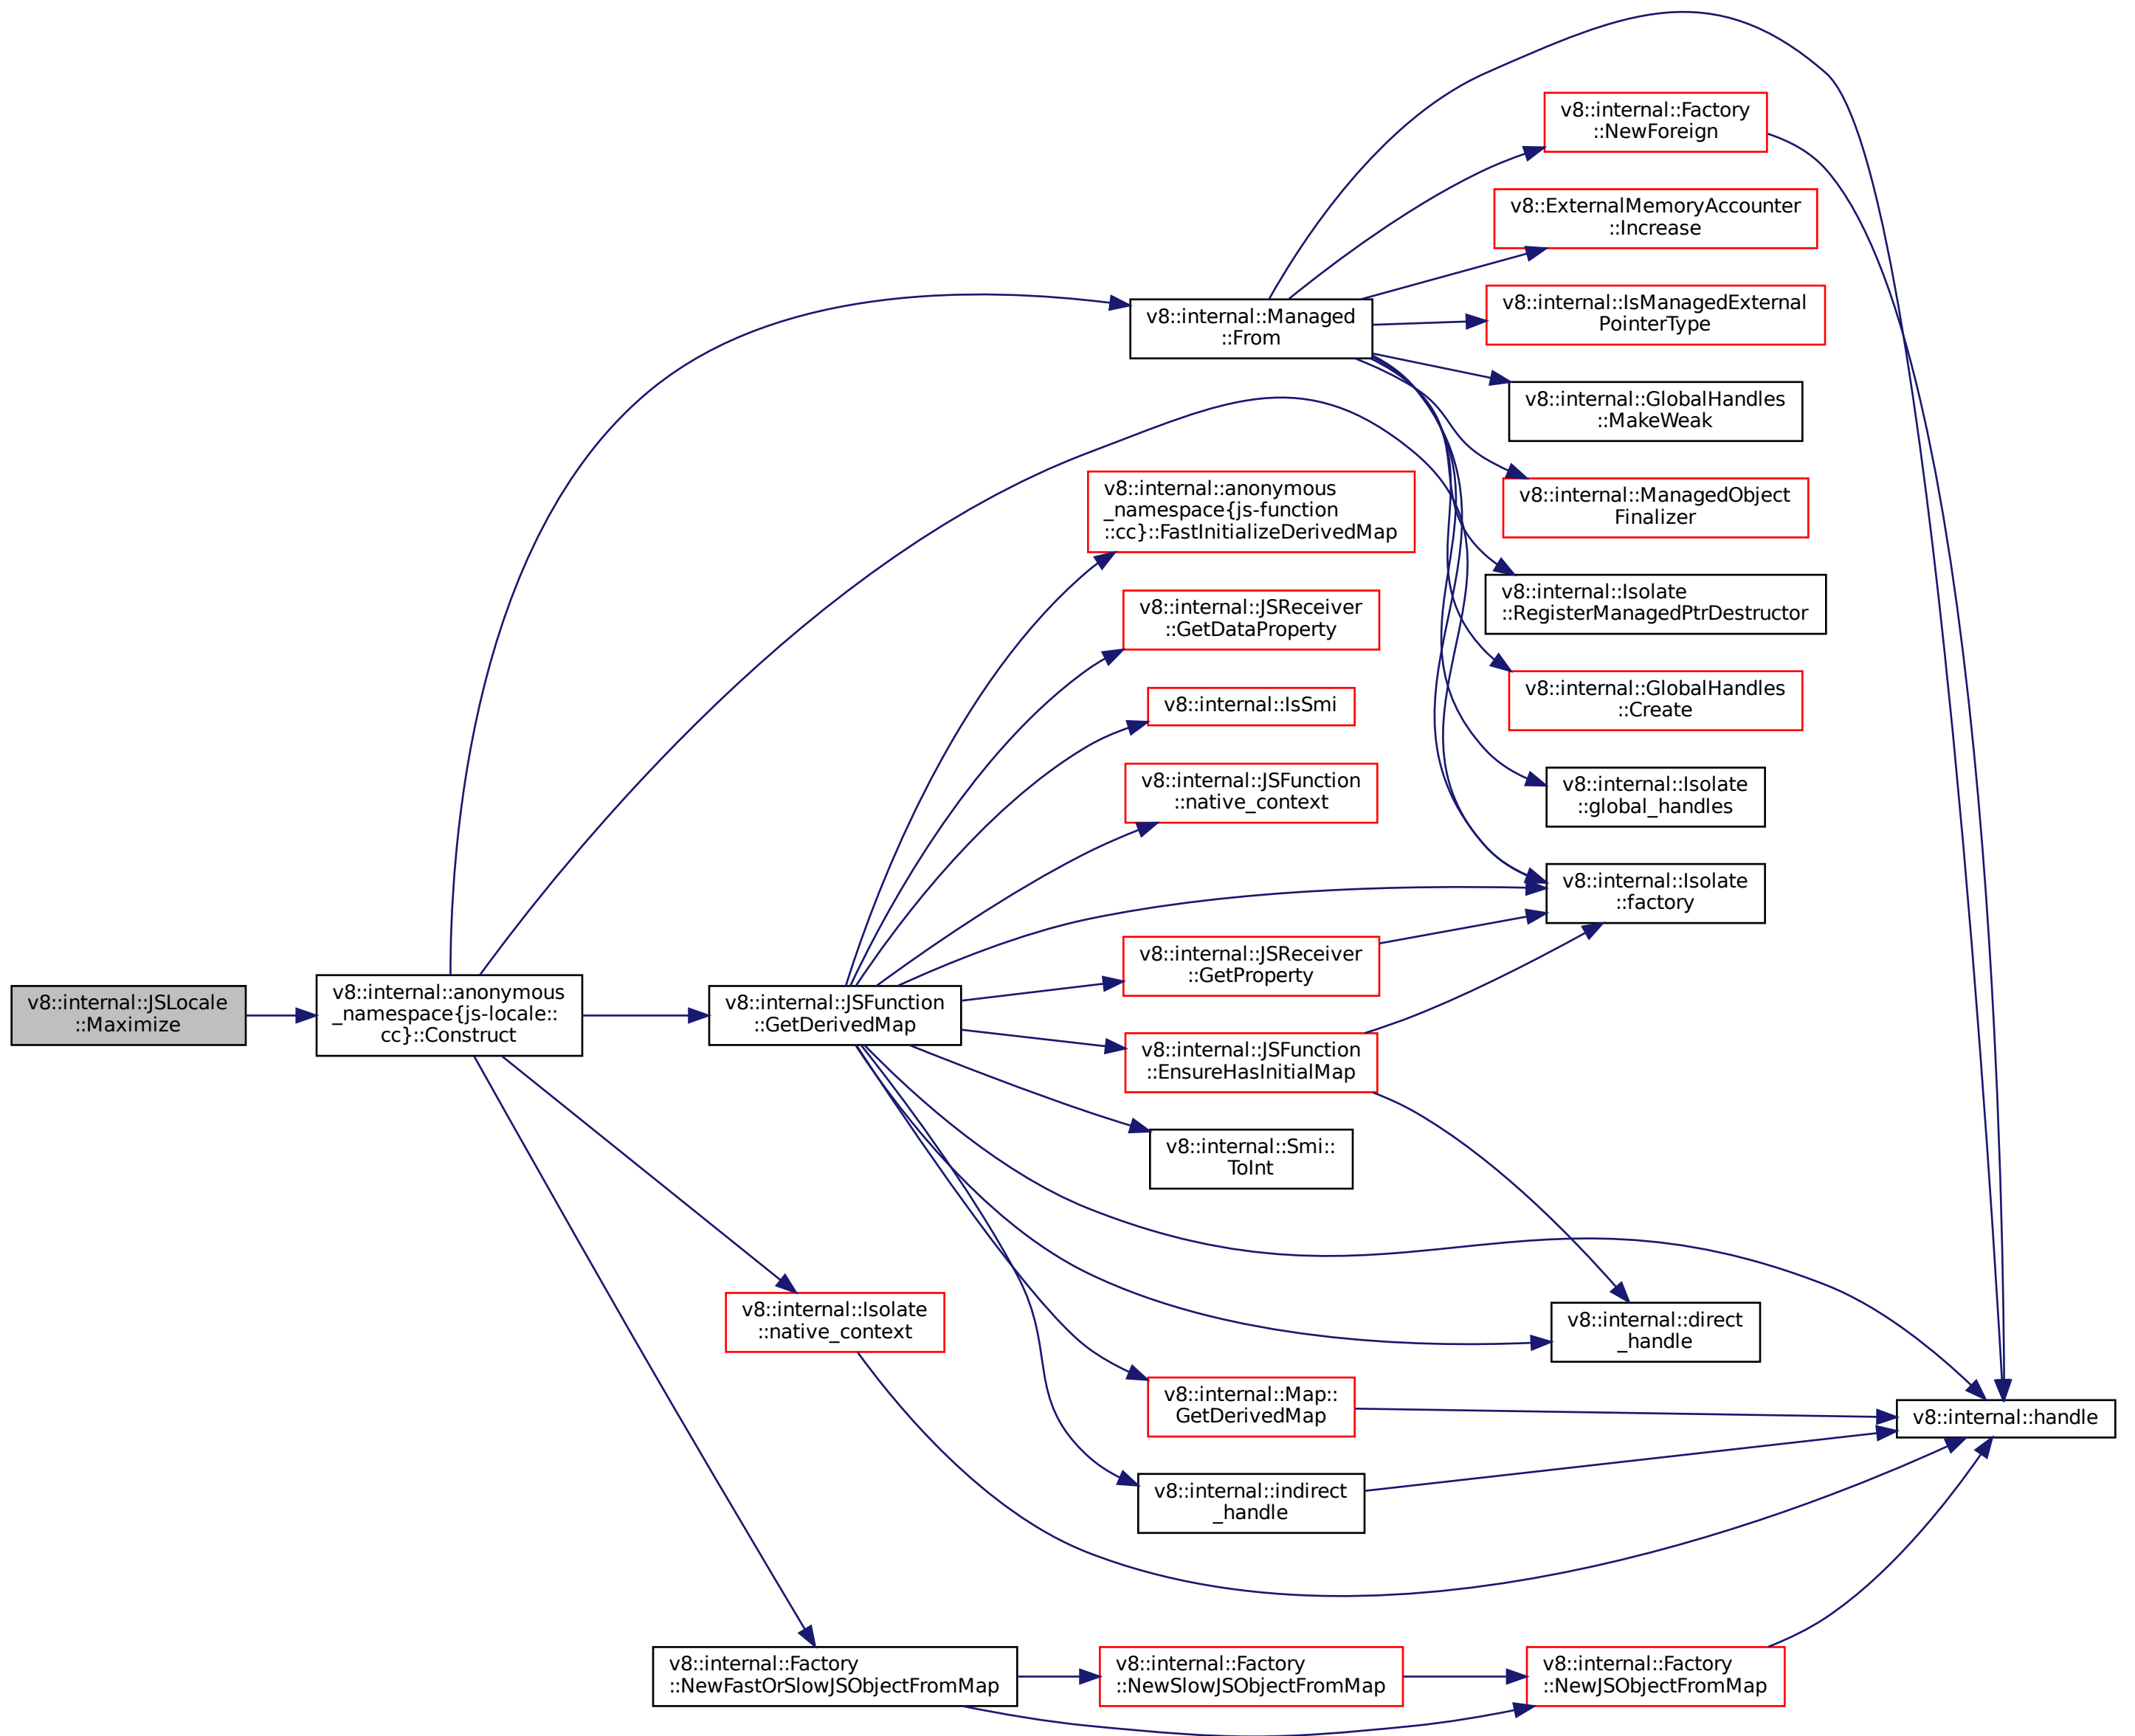 v8::internal::JSLocale
::Maximize
v8::internal::anonymous
_namespace{js-locale::
cc}::Construct
v8::internal::Managed
::From
v8::internal::Factory
::NewForeign
v8::ExternalMemoryAccounter
::Increase
v8::internal::IsManagedExternal
PointerType
v8::internal::GlobalHandles
::MakeWeak
v8::internal::ManagedObject
Finalizer
v8::internal::Isolate
::RegisterManagedPtrDestructor
v8::internal::GlobalHandles
::Create
v8::internal::Isolate
::global_handles
v8::internal::Isolate
::factory
v8::internal::anonymous
_namespace{js-function
::cc}::FastInitializeDerivedMap
v8::internal::JSReceiver
::GetDataProperty
v8::internal::IsSmi
v8::internal::JSFunction
::native_context
v8::internal::JSReceiver
::GetProperty
v8::internal::JSFunction
::GetDerivedMap
v8::internal::JSFunction
::EnsureHasInitialMap
v8::internal::Smi::
ToInt
v8::internal::Isolate
::native_context
v8::internal::direct
_handle
v8::internal::Map::
GetDerivedMap
v8::internal::handle
v8::internal::indirect
_handle
v8::internal::Factory
::NewFastOrSlowJSObjectFromMap
v8::internal::Factory
::NewSlowJSObjectFromMap
v8::internal::Factory
::NewJSObjectFromMap